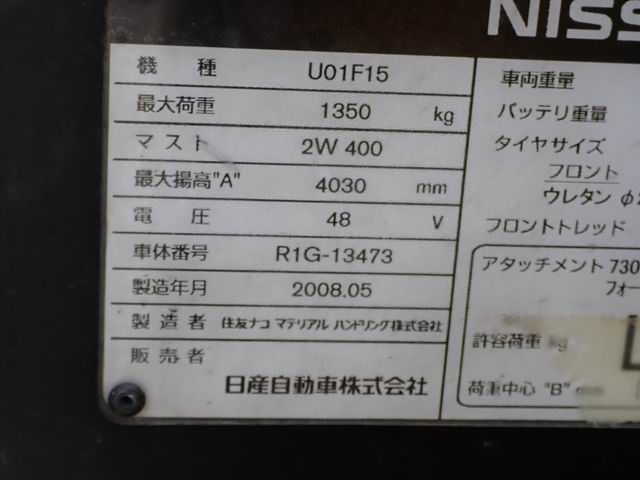 NISS
機種 U01F15
最大荷重 1350 kg
マスト 2W 400
最大揚高"A" 4030 mm
電圧 48 V
車体番号 R1G-13473
製造年月 2008.05
製造者 住友ナコ マテリアル ハンドリング株式会社
販売者
日産自動車株式会社
車両重量
バッテリ重量
タイヤサイズ
フロント
ウレタン φ
フロントトレッド
アタッチメント 730
フォー
許容荷重 kg
荷重中心 "B" mm